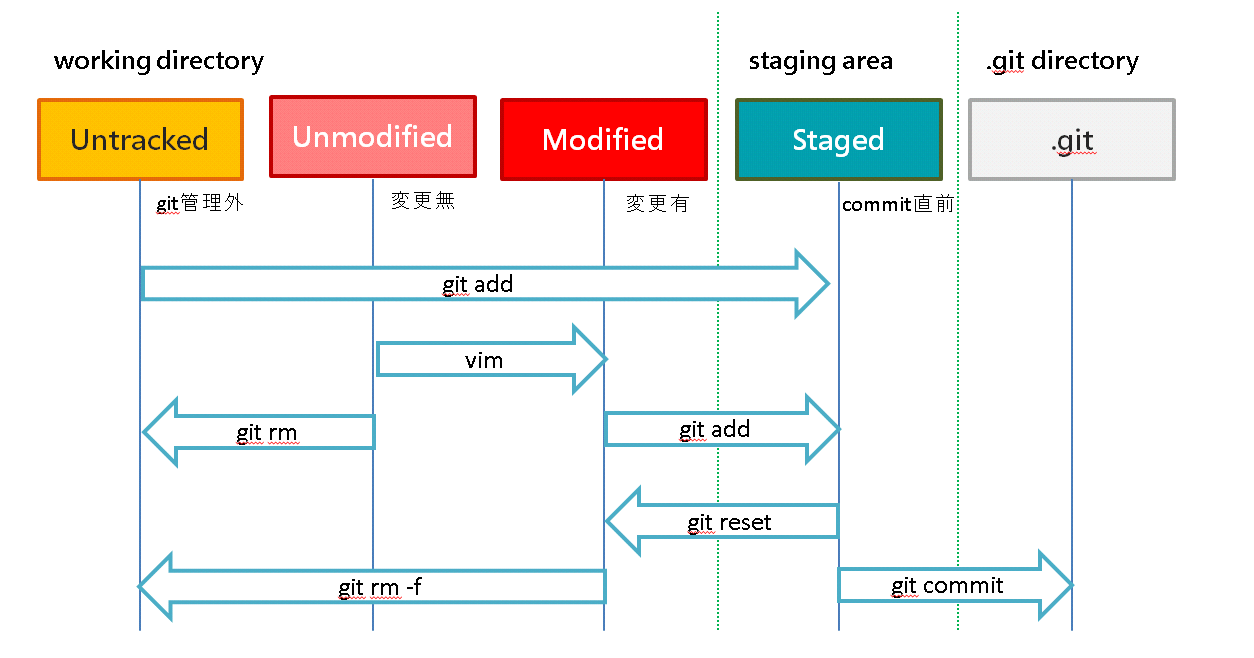 working directory
staging area
.git directory
Untracked
Unmodified
Modified
Staged
.git
git管理外
変更無
変更有
commit直前
git add
vim
git rm
git add
git reset
git rm -f
git commit